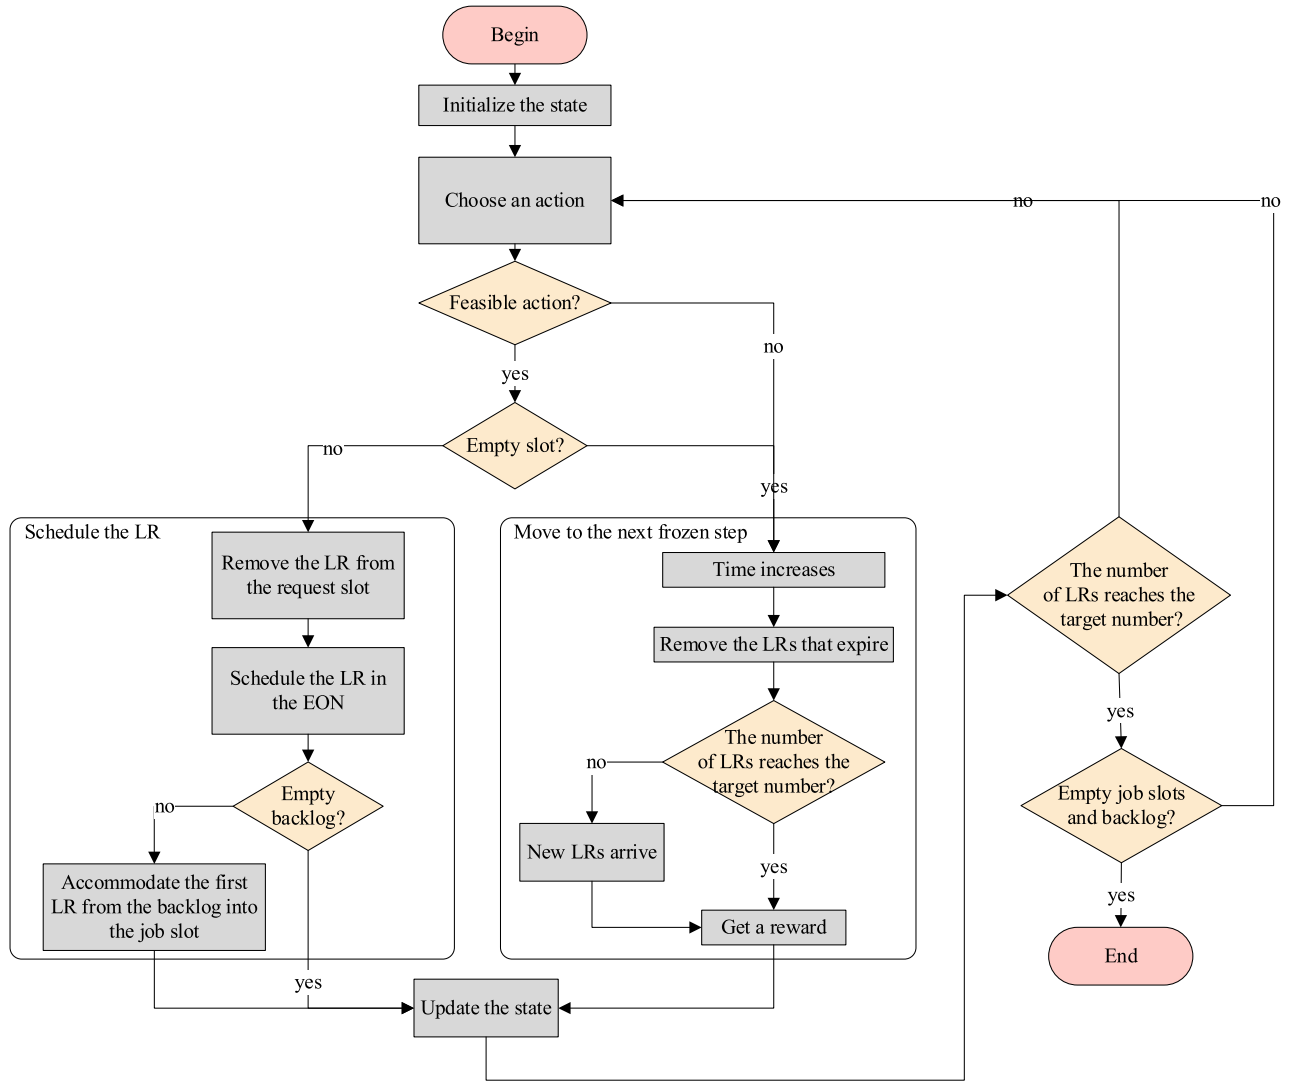 Begin
Initialize the state
Choose an action
no
no
Feasible action?
no
yes
Empty slot?
no
yes
Schedule the LR
Remove the LR from
the request slot
Schedule the LR in
the EON
Empty
backlog?
no
Accommodate the first
LR from the backlog into
the job slot
yes
Move to the next frozen step
Time increases
Remove the LRs that expire
The number
of LRs reaches the
target number?
no
New LRs arrive
yes
Get a reward
Update the state
The number
of LRs reaches the
target number?
yes
Empty job slots
and backlog?
yes
End